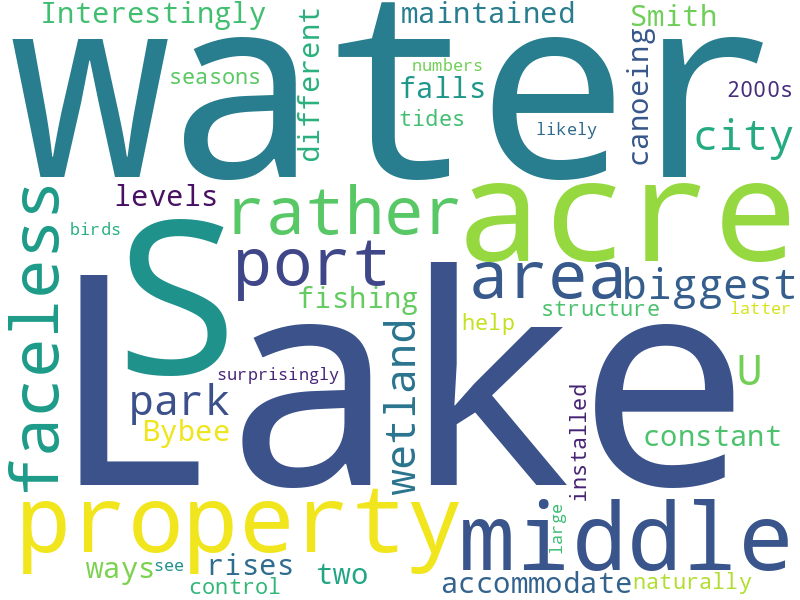 Interestingly
maintained
Smith
water
seasons
different
numbers
falls
tides
likely
canoeing
2000s
city
faceless
levels
birds
rather
acre
S
port
area
biggest
fishing
structure
latter
help
Lake
wetland
U
surprisingly
park
Bybee
installed
constant
property
middle
large
ways
see
rises
control
two
accommodate
naturally